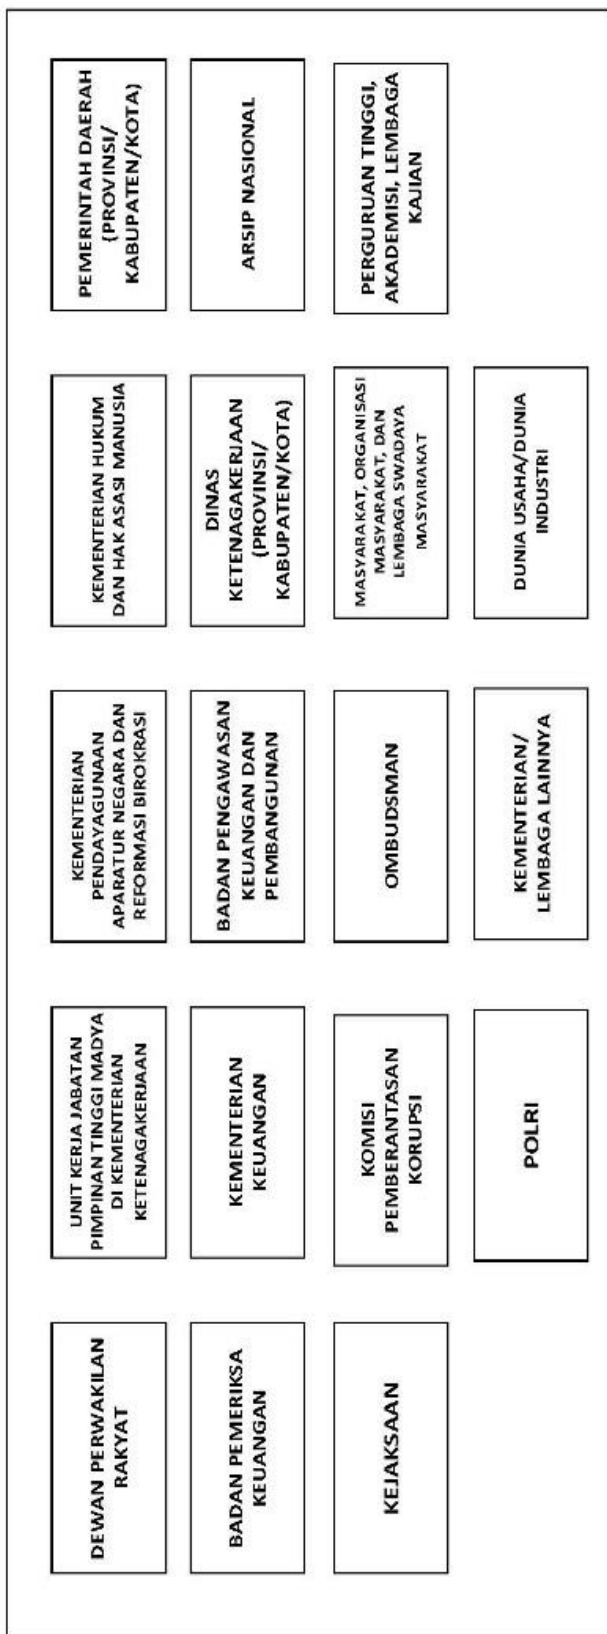 DEWAN PERWAKILAN
RAKYAT
UNIT KERJA JABATAN
PIMPINAN TINGGI MADYA
DI KEMENTERIAN
KETENAGAKERJAAN
KEMENTERIAN
PENDAYAGUNAAN
APARATUR NEGARA DAN
REFORMASI BIROKRASI
KEMENTERIAN HUKUM
DAN HAK ASASI MANUSIA
PEMERINTAH DAERAH
(PROVINSI/
KABUPATEN/KOTA)
BADAN PEMERIKSA
KEUANGAN
KEMENTERIAN
KEUANGAN
BADAN PENGAWASAN
KEUANGAN DAN
PEMBANGUNAN
DINAS
KETENAGAKERJAAN
(PROVINSI/
KABUPATEN/KOTA)
ARSIP NASIONAL
KEJAKSAAN
KOMISI
PEMBERANTASAN
KORUPSI
OMBUDSMAN
MASYARAKAT, ORGANISASI
MASYARAKAT, DAN
LEMBAGA SWADAYA
MASYARAKAT
PERGURUAN TINGGI,
AKADEMISI, LEMBAGA
KAJIAN
POLRI
KEMENTERIAN/
LEMBAGA LAINNYA
DUNIA USAHA/DUNIA
INDUSTRI